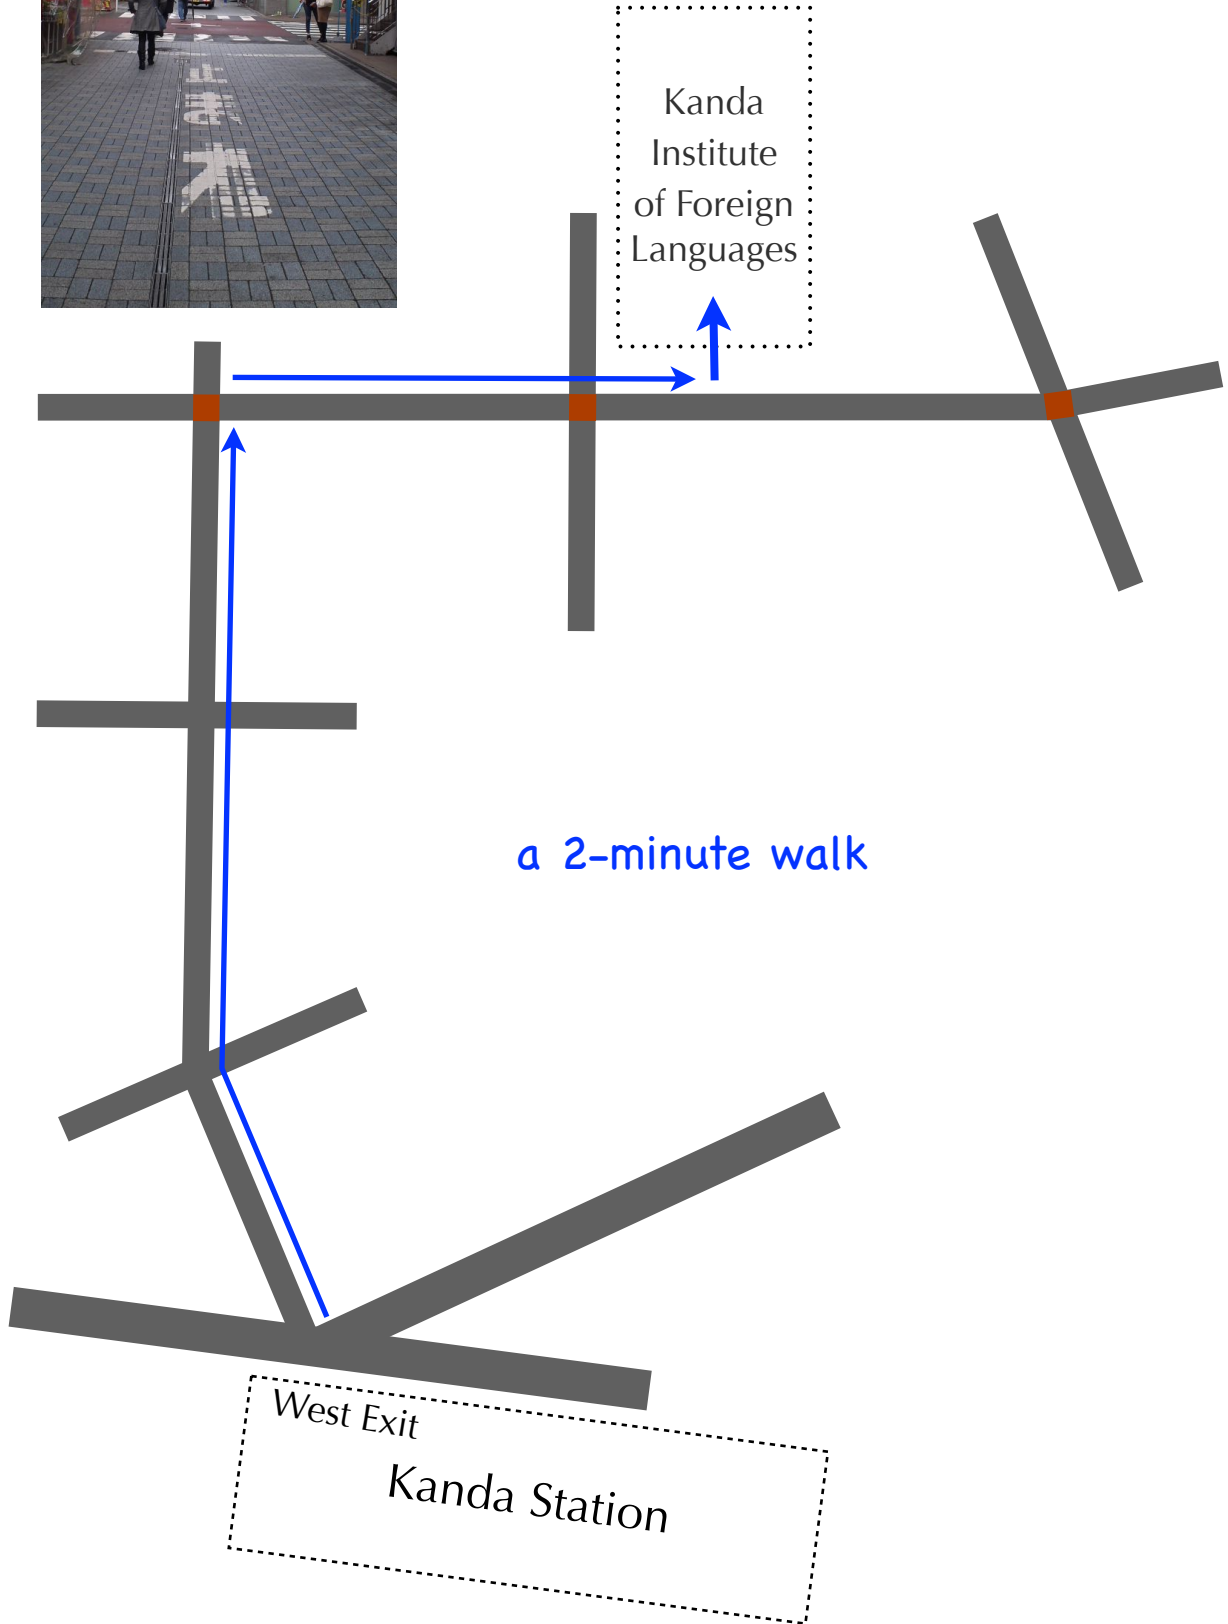 Kanda
Institute
of Foreign
Languages
a 2-minute walk
West Exit
Kanda Station